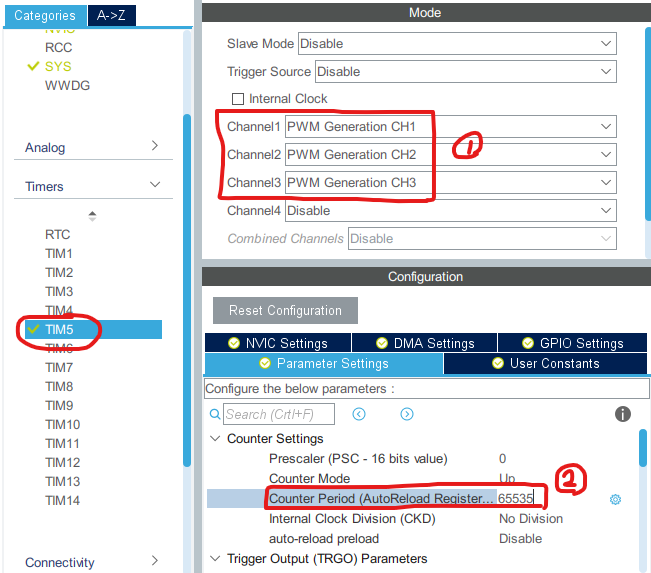 Categories A->Z
NVIC
RCC
SYS
WWDG
Analog
Timers
RTC
TIM1
TIM2
TIM3
TIM4
TIM5
TIM6
TIM7
TIM8
TIM9
TIM10
TIM11
TIM12
TIM13
TIM14
Connectivity
Mode
Slave Mode Disable
Trigger Source Disable
Internal Clock
Channel1 PWM Generation CH1
Channel2 PWM Generation CH2
1.
Channel3 PWM Generation CH3
Channel4 Disable
Combined Channels Disable
Configuration
Reset Configuration
NVIC Settings DMA Settings GPIO Settings
Parameter Settings User Constants
Configure the below parameters :
Search (Crtl+F)
Counter Settings
Prescaler (PSC - 16 bits value) 0
Counter Mode Up
2
Counter Period (AutoReload Register... 65535
Internal Clock Division (CKD) No Division
auto-reload preload Disable
Trigger Output (TRGO) Parameters